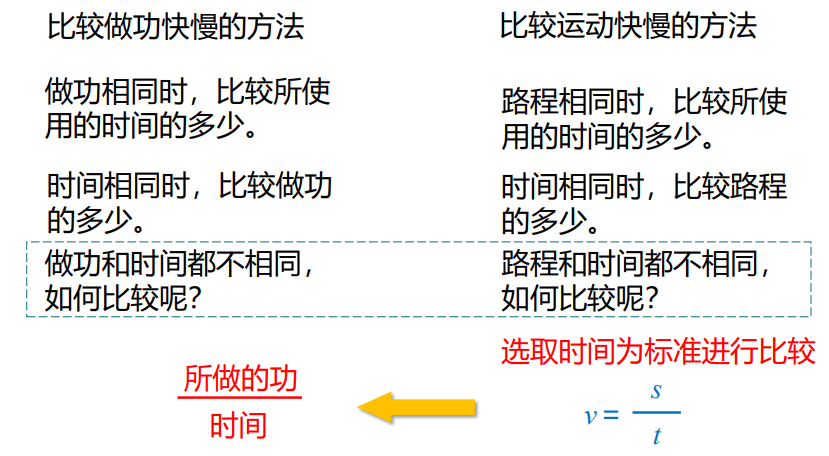 比较做功快慢的方法
做功相同时，比较所使
用的时间的多少。
时间相同时，比较做功
的多少。
做功和时间都不相同，
如何比较呢？
所做的功
时间
比较运动快慢的方法
路程相同时，比较所使
用的时间的多少。
时间相同时，比较路程
的多少。
路程和时间都不相同，
如何比较呢？
选取时间为标准进行比较
s
v =
t